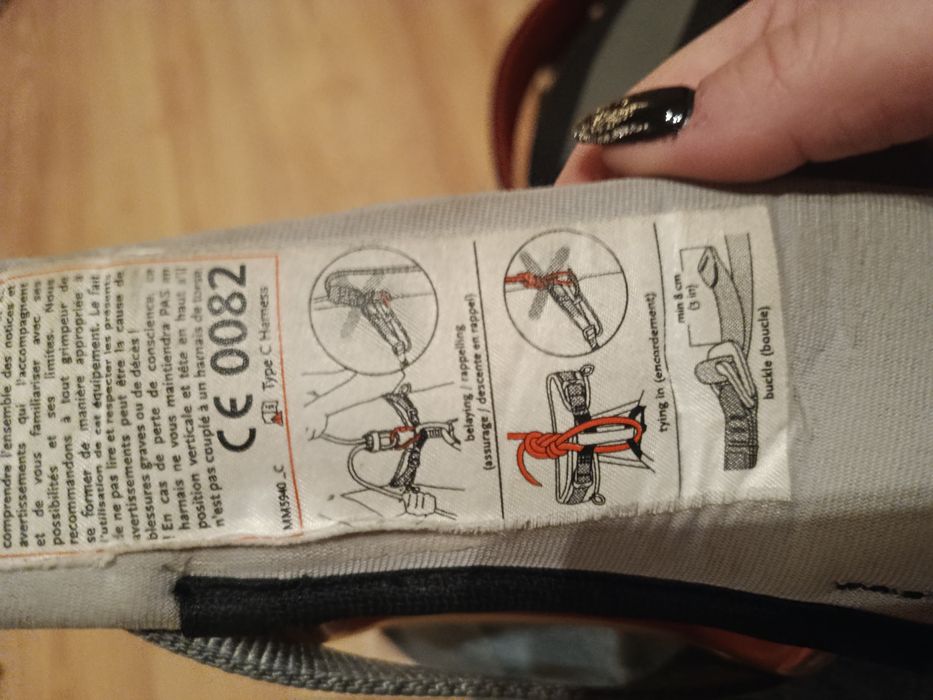 comprendre l'ensemble des notices et
avertissements qui l'accompagnent
et de vous familiariser avec ses
possibilités et ses limites. Nous
recommandons à tout grimpeur de
se former de manière appropriée à
l'utilisation de cet équipement. Le fait
de ne pas lire et respecter les présents
avertissements peut être la cause de
blessures graves ou de décès !
! En cas de perte de conscience, ce
harnais ne vous maintiendra PAS en
position verticale et tête en haut s'il
n'est pas couplé à un harnais de torse
CE 0082
Type C Harness
MM5940_C
belaying / rappelling
(assurage / descente en rappel)
tying in (encordement)
min 8 cm
(3 in)
buckle (boucle)